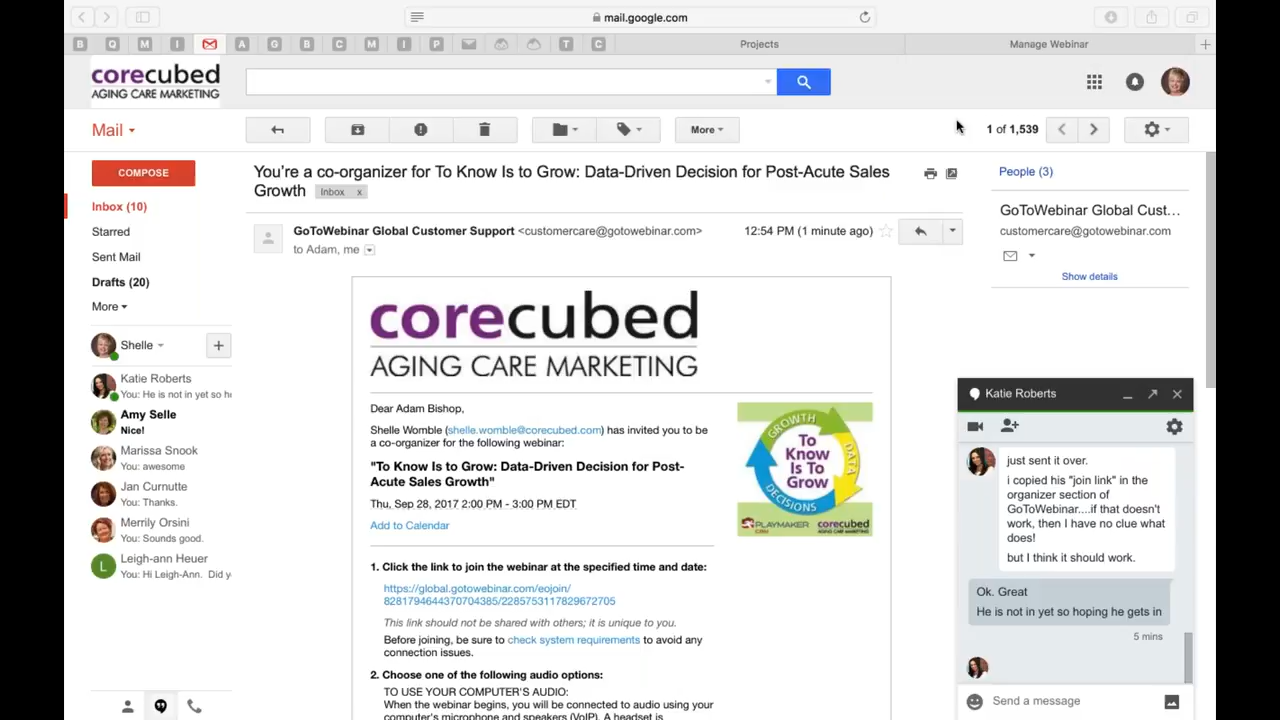 mail.google.com
B Q M I A G B C M I P T C Projects Manage Webinar
corecubed
AGING CARE MARKETING
Mail
More
1 of 1,539
COMPOSE
Inbox (10)
Starred
Sent Mail
Drafts (20)
More
Shelle
Katie Roberts
You: He is not in yet so h
Amy Selle
Nice!
Marissa Snook
You: awesome
Jan Curnutte
You: Thanks.
Merrily Orsini
You: Sounds good.
L
Leigh-ann Heuer
You: Hi Leigh-Ann. Did y
You're a co-organizer for To Know Is to Grow: Data-Driven Decision for Post-Acute Sales
Growth Inbox x
GoToWebinar Global Customer Support <customercare@gotowebinar.com>
12:54 PM (1 minute ago)
to Adam, me
corecubed
AGING CARE MARKETING
Dear Adam Bishop,
Shelle Womble (shelle.womble@corecubed.com) has invited you to be
a co-organizer for the following webinar:
"To Know Is to Grow: Data-Driven Decision for Post-
Acute Sales Growth"
Thu, Sep 28, 2017 2:00 PM - 3:00 PM EDT
Add to Calendar
GROWTH
DATA
DECISIONS
To
Know
Is To
Grow
PLAYMAKER
corecubed
1. Click the link to join the webinar at the specified time and date:
https://global.gotowebinar.com/eojoin/
8281794644370704385/2285753117829672705
This link should not be shared with others; it is unique to you.
Before joining, be sure to check system requirements to avoid any
connection issues.
2. Choose one of the following audio options:
TO USE YOUR COMPUTER'S AUDIO:
When the webinar begins, you will be connected to audio using your
computer's microphone and speakers (VoIP). A headset is
People (3)
GoToWebinar Global Cust...
customercare@gotowebinar.com
Show details
Katie Roberts
just sent it over.
i copied his "join link" in the
organizer section of
GoToWebinar....if that doesn't
work, then I have no clue what
does!
but I think it should work.
Ok. Great
He is not in yet so hoping he gets in
5 mins
Send a message